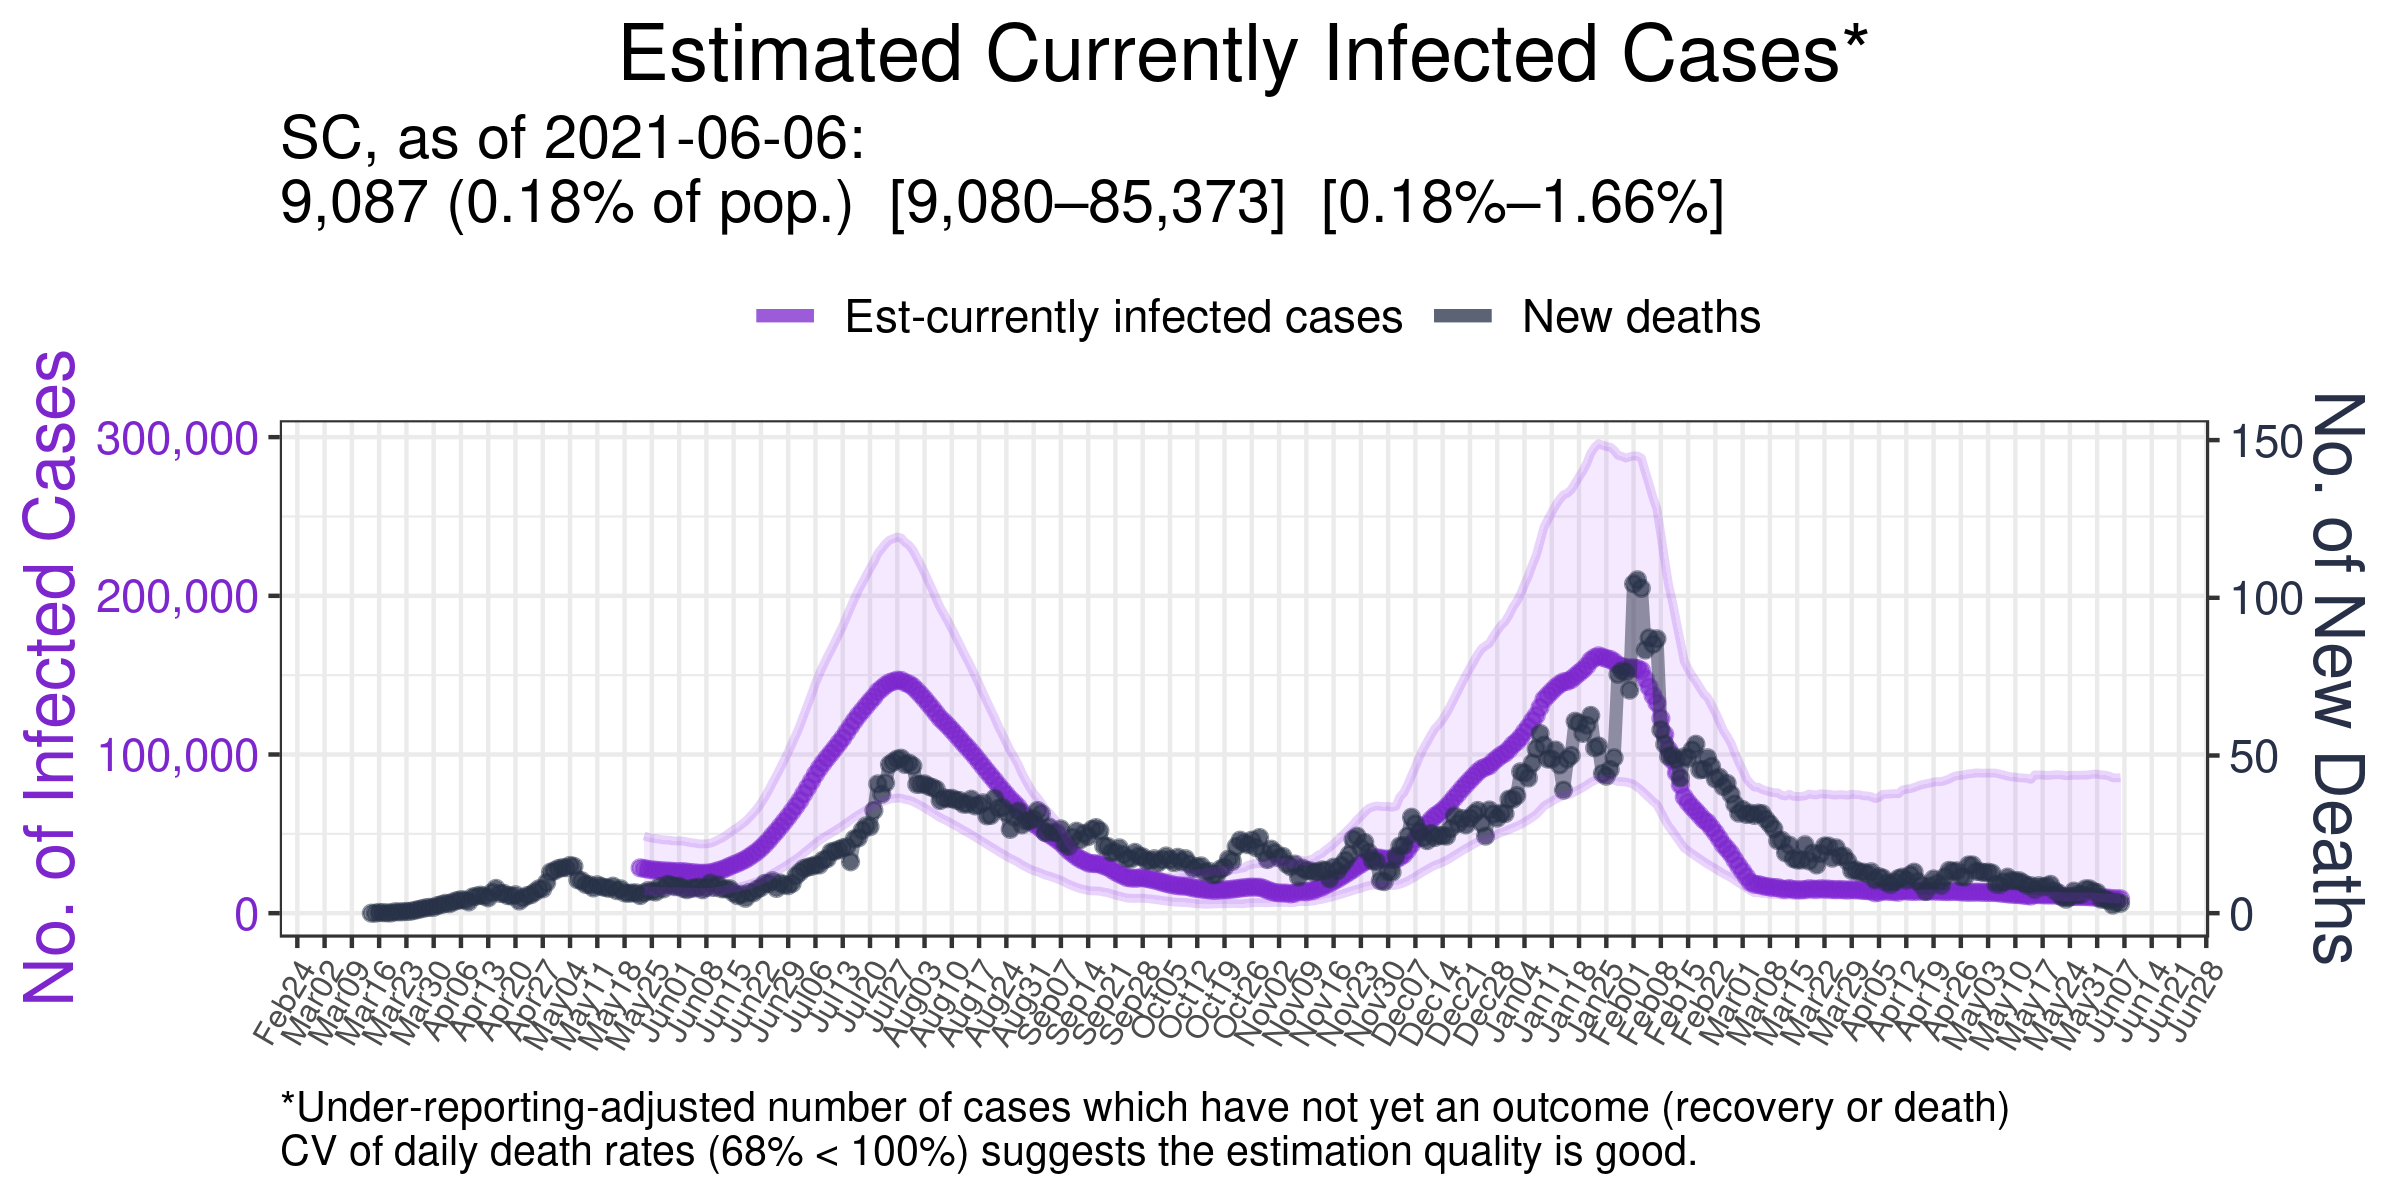 Estimated Currently Infected Cases*
SC, as of 2021-06-06:
9,087 (0.18% of pop.) [9,080–85,373] [0.18%–1.66%]
Est-currently infected cases
New deaths
No. of Infected Cases
300,000
200,000
100,000
0
150
100
50
0
No. of New Deaths
Feb24
Mar02
Mar09
Mar16
Mar23
Mar30
Apr06
Apr13
Apr20
Apr27
May04
May11
May18
May25
Jun01
Jun08
Jun15
Jun22
Jun29
Jul06
Jul13
Jul20
Jul27
Aug03
Aug10
Aug17
Aug24
Aug31
Sep07
Sep14
Sep21
Sep28
Oct05
Oct12
Oct19
Oct26
Nov02
Nov09
Nov16
Nov23
Nov30
Dec07
Dec14
Dec21
Dec28
Jan04
Jan11
Jan18
Jan25
Feb01
Feb08
Feb15
Feb22
Mar01
Mar08
Mar15
Mar22
Mar29
Apr05
Apr12
Apr19
Apr26
May03
May10
May17
May24
May31
Jun07
Jun14
Jun21
Jun28
*Under-reporting-adjusted number of cases which have not yet an outcome (recovery or death)
CV of daily death rates (68% < 100%) suggests the estimation quality is good.